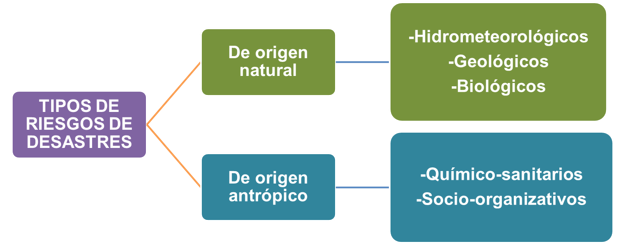 TIPOS DE
RIESGOS DE
DESASTRES
De origen
natural
-Hidrometeorológicos
-Geológicos
-Biológicos
De origen
antrópico
-Químico-sanitarios
-Socio-organizativos